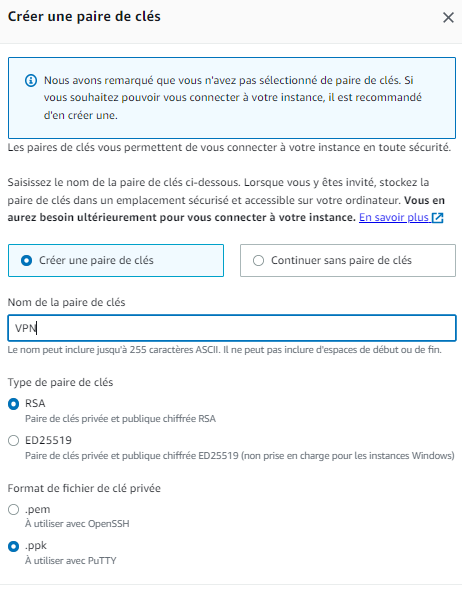 Créer une paire de clés
Nous avons remarqué que vous n'avez pas sélectionné de paire de clés. Si
vous souhaitez pouvoir vous connecter à votre instance, il est recommandé
d'en créer une.
Les paires de clés vous permettent de vous connecter à votre instance en toute sécurité.
Saisissez le nom de la paire de clés ci-dessous. Lorsque vous y êtes invité, stockez la
paire de clés dans un emplacement sécurisé et accessible sur votre ordinateur. Vous en
aurez besoin ultérieurement pour vous connecter à votre instance. En savoir plus
Créer une paire de clés
Continuer sans paire de clés
Nom de la paire de clés
VPN
Le nom peut inclure jusqu'à 255 caractères ASCII. Il ne peut pas inclure d'espaces de début ou de fin.
Type de paire de clés
RSA
Paire de clés privée et publique chiffrée RSA
ED25519
Paire de clés privée et publique chiffrée ED25519 (non prise en charge pour les instances Windows)
Format de fichier de clé privée
.pem
À utiliser avec OpenSSH
.ppk
À utiliser avec PuTTY